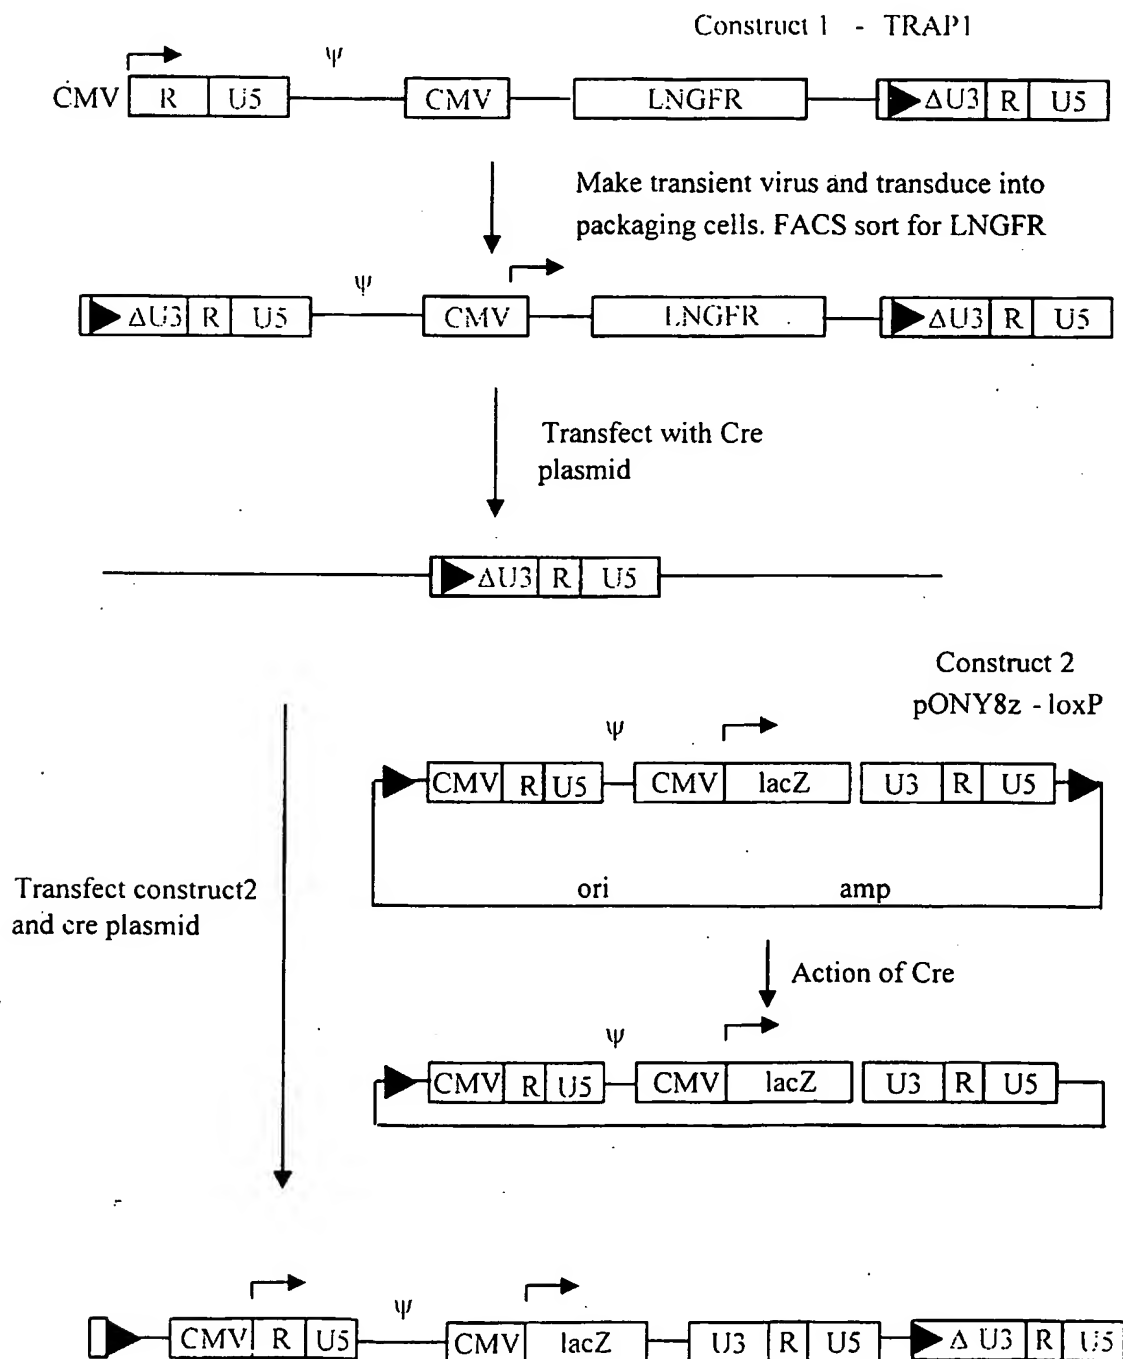 Construct 1 - TRAP1
ψ
CMV R U5 CMV LNGFR ΔU3 R U5
Make transient virus and transduce into
packaging cells. FACS sort for LNGFR
ψ
ΔU3 R U5 CMV LNGFR ΔU3 R U5
Transfect with Cre
plasmid
ΔU3 R U5
Construct 2
pONY8z - loxP
ψ
CMV R U5 CMV lacZ U3 R U5
ori amp
Transfect construct2
and cre plasmid
Action of Cre
ψ
CMV R U5 CMV lacZ U3 R U5
ψ
CMV R U5 CMV lacZ U3 R U5 Δ U3 R U5